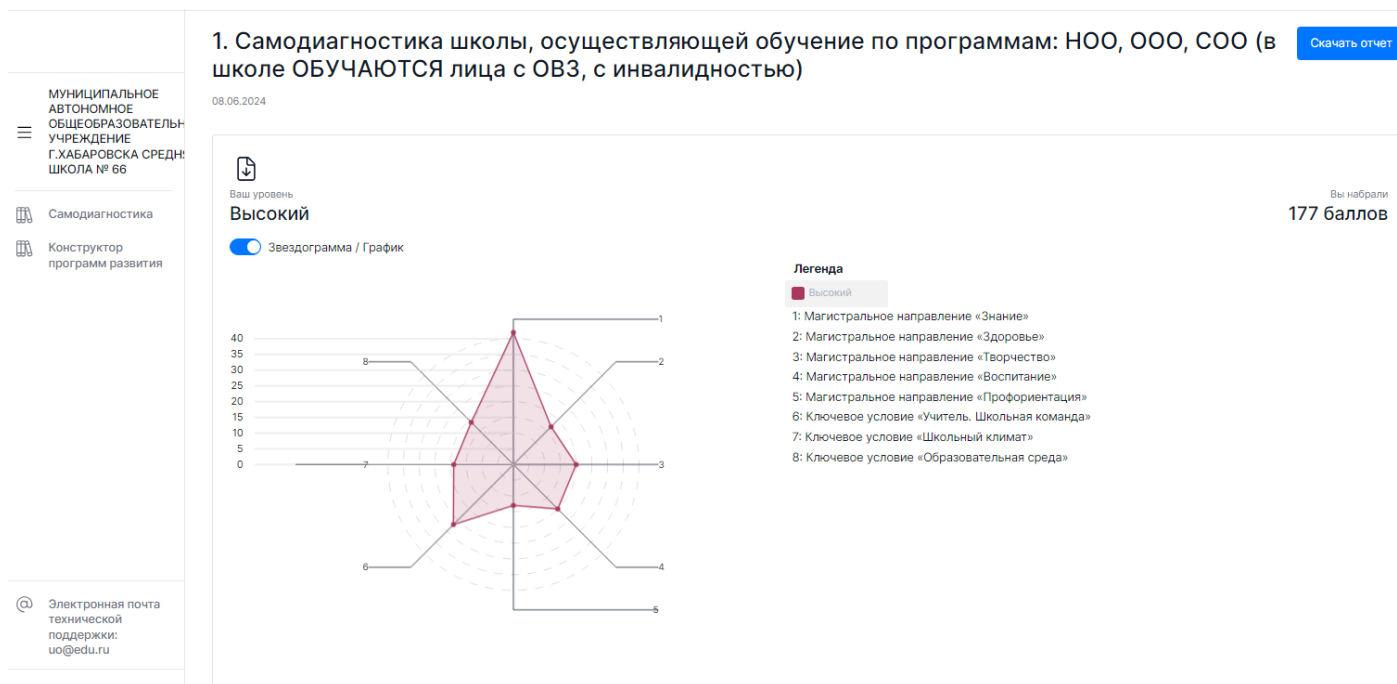 1. Самодиагностика школы, осуществляющей обучение по программам: НОО, ООО, СОО (в
школе ОБУЧАЮТСЯ лица с ОВЗ, с инвалидностью)
Скачать отчет
08.06.2024
МУНИЦИПАЛЬНОЕ
АВТОНОМНОЕ
ОБЩЕОБРАЗОВАТЕЛЬН
УЧРЕЖДЕНИЕ
Г.ХАБАРОВСКА СРЕДН
ШКОЛА № 66
Самодиагностика
Конструктор
программ развития
Электронная почта
технической
поддержки:
uo@edu.ru
Ваш уровень
Высокий
Вы набрали
177 баллов
Звездограмма / График
40
35
30
25
20
15
10
5
0
1
2
3
4
5
6
7
8
Легенда
Высокий
1: Магистральное направление «Знание»
2: Магистральное направление «Здоровье»
3: Магистральное направление «Творчество»
4: Магистральное направление «Воспитание»
5: Магистральное направление «Профориентация»
6: Ключевое условие «Учитель. Школьная команда»
7: Ключевое условие «Школьный климат»
8: Ключевое условие «Образовательная среда»